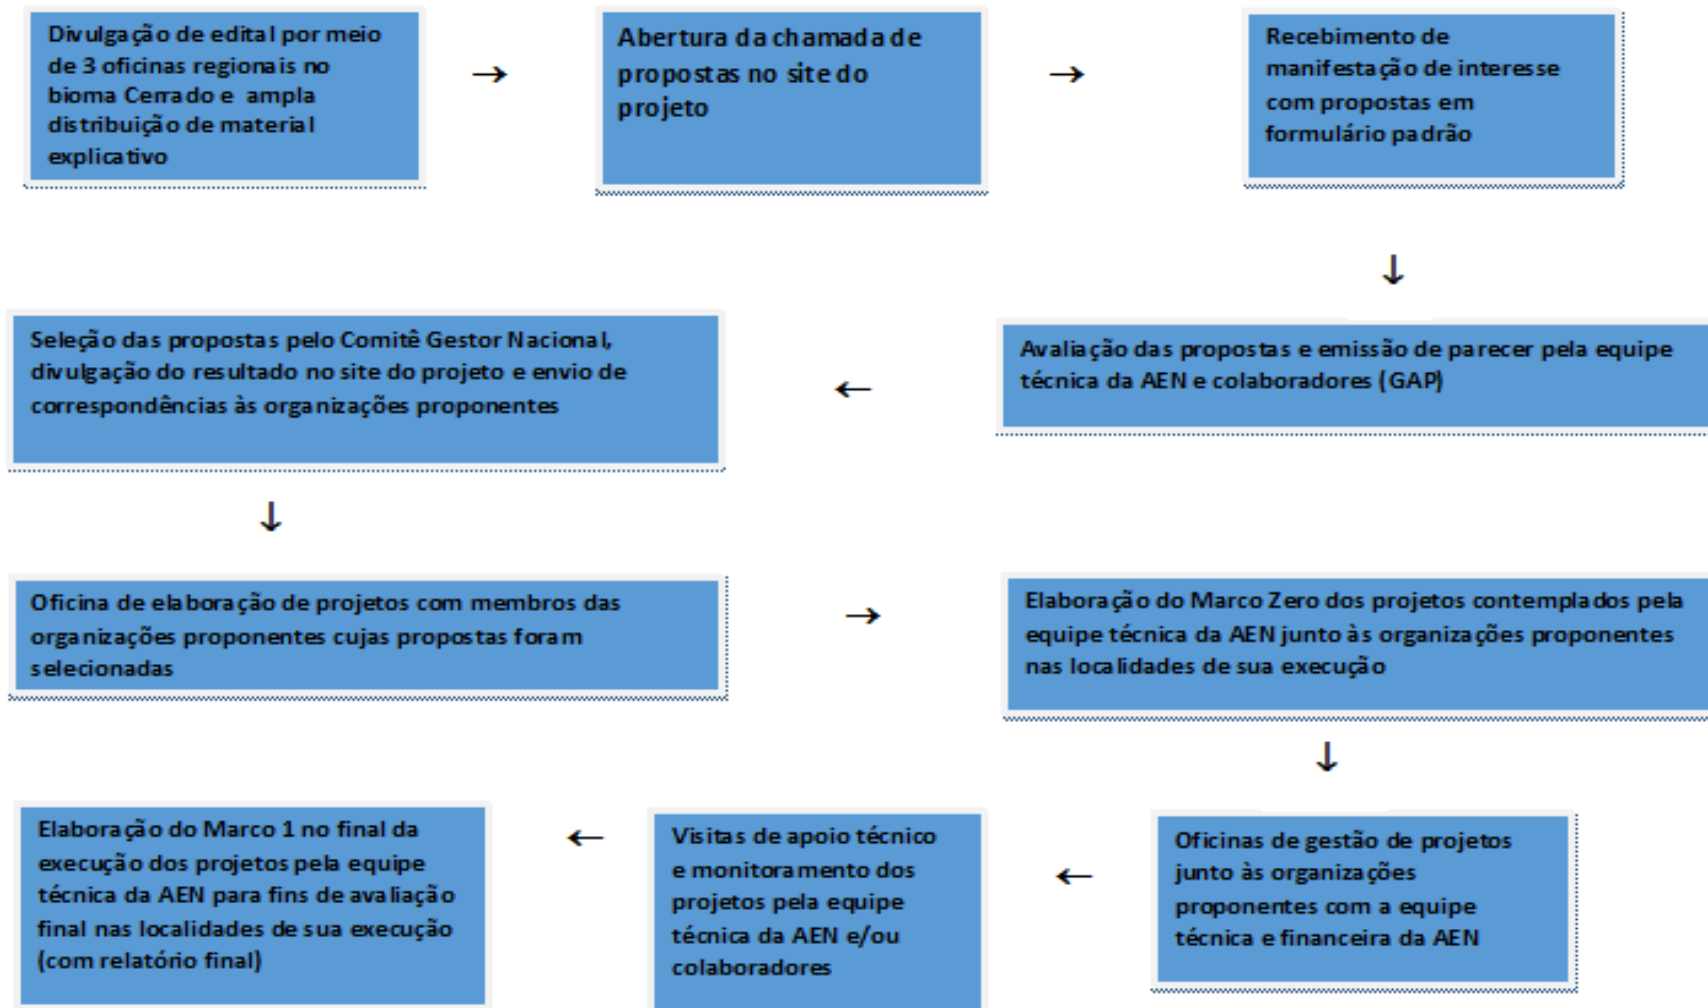 Divulgação de edital por meio
de 3 oficinas regionais no
bioma Cerrado e ampla
distribuição de material
explicativo
→
Abertura da chamada de
propostas no site do
projeto
→
Recebimento de
manifestação de interesse
com propostas em
formulário padrão
↓
Avaliação das propostas e emissão de parecer pela equipe
técnica da AEN e colaboradores (GAP)
←
Seleção das propostas pelo Comitê Gestor Nacional,
divulgação do resultado no site do projeto e envio de
correspondências às organizações proponentes
↓
Oficina de elaboração de projetos com membros das
organizações proponentes cujas propostas foram
selecionadas
→
Elaboração do Marco Zero dos projetos contemplados pela
equipe técnica da AEN junto às organizações proponentes
nas localidades de sua execução
↓
Oficinas de gestão de projetos
junto às organizações
proponentes com a equipe
técnica e financeira da AEN
←
Visitas de apoio técnico
e monitoramento dos
projetos pela equipe
técnica da AEN e/ou
colaboradores
←
Elaboração do Marco 1 no final da
execução dos projetos pela equipe
técnica da AEN para fins de avaliação
final nas localidades de sua execução
(com relatório final)